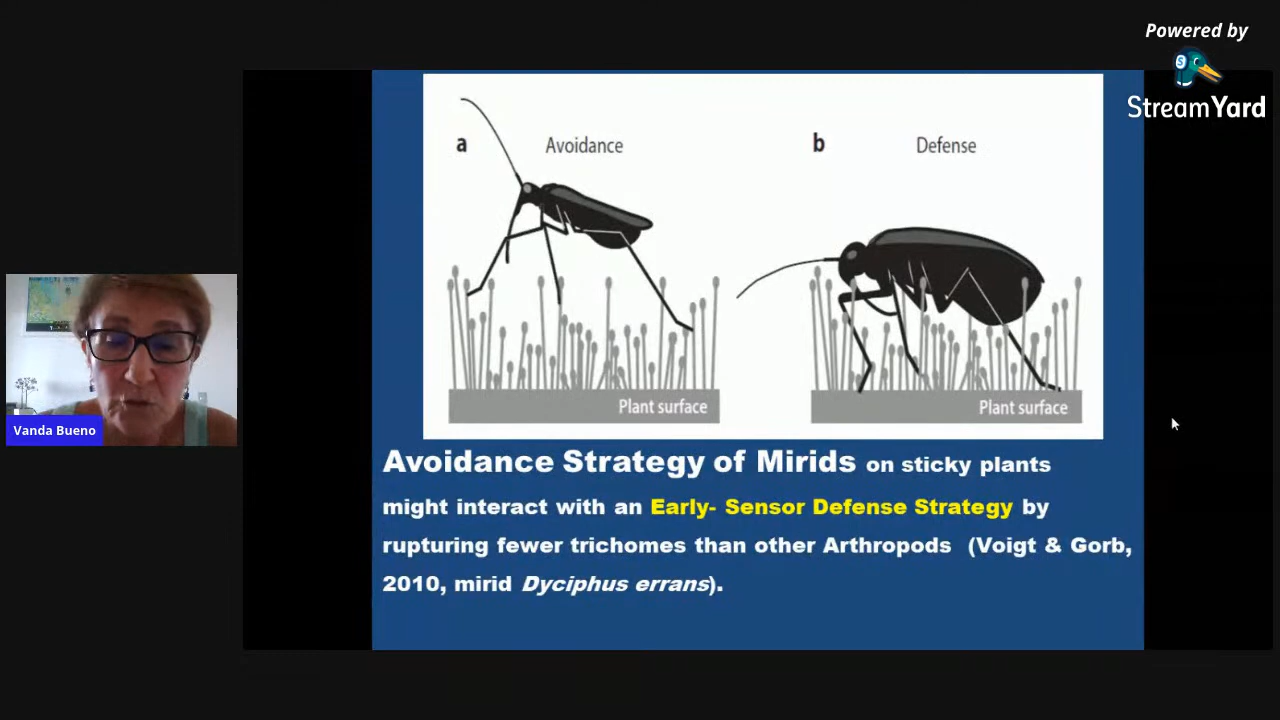 Powered by
StreamYard
a
Avoidance
b
Defense
Plant surface
Plant surface
Avoidance Strategy of Mirids on sticky plants
might interact with an Early- Sensor Defense Strategy by
rupturing fewer trichomes than other Arthropods (Voigt & Gorb,
2010, mirid Dyciphus errans).
Vanda Bueno